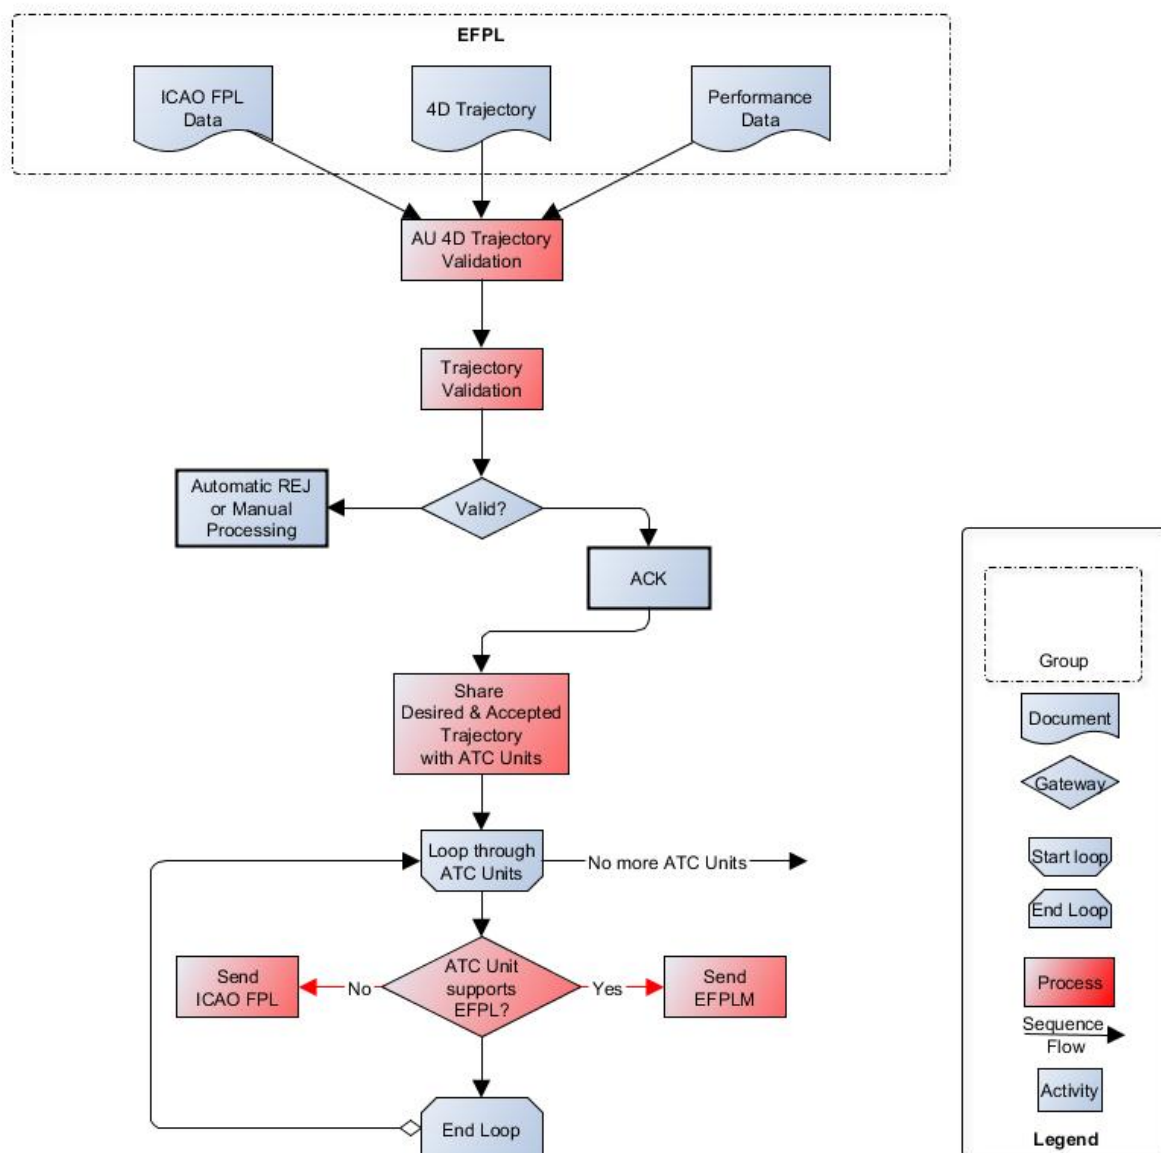 EFPL
ICAO FPL
Data
4D Trajectory
Performance
Data
AU 4D Trajectory
Validation
Trajectory
Validation
Automatic REJ
or Manual
Processing
Valid?
ACK
Share
Desired & Accepted
Trajectory
with ATC Units
Loop through
ATC Units
No more ATC Units
Send
ICAO FPL
No
ATC Unit
supports
EFPL?
Yes
Send
EFPLM
End Loop
Group
Document
Gateway
Start loop
End Loop
Process
Sequence
Flow
Activity
Legend